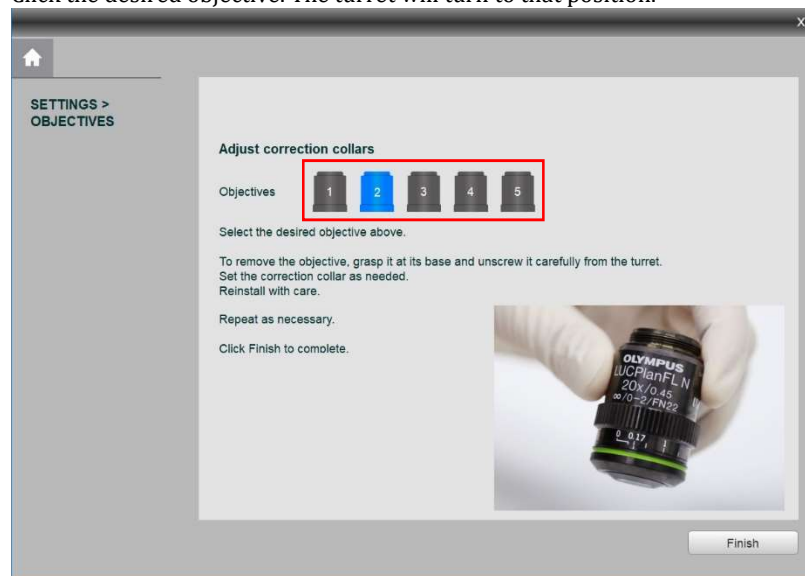 Click the desired objective. The turret will turn to that position.
X
SETTINGS >
OBJECTIVES
Adjust correction collars
Objectives 1 2 3 4 5
Select the desired objective above.
To remove the objective, grasp it at its base and unscrew it carefully from the turret.
Set the correction collar as needed.
Reinstall with care.
Repeat as necessary.
Click Finish to complete.
OLYMPUS
LUCPlanFL N
20x/0.45
∞/0-2/FN22
0 0.17 1
Finish